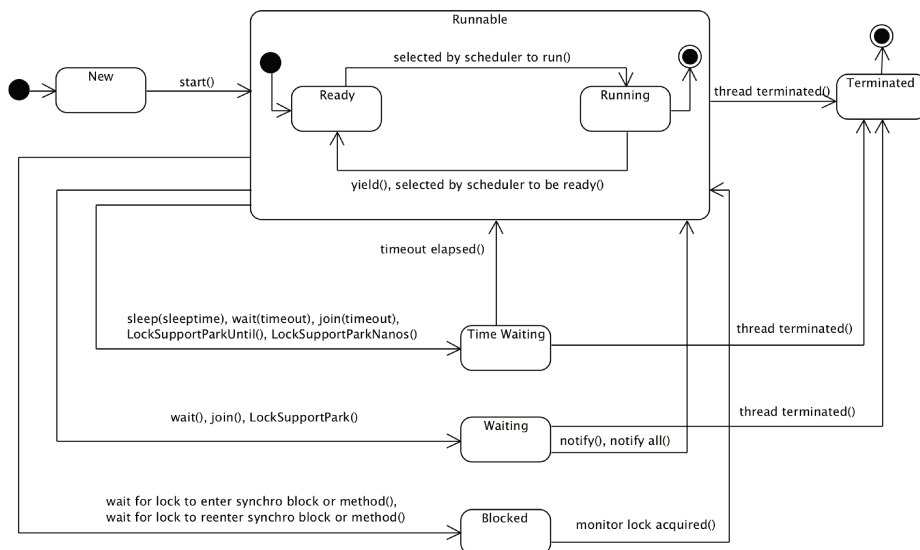 Runnable
New
start()
selected by scheduler to run()
Ready
Running
thread terminated()
Terminated
yield(), selected by scheduler to be ready()
timeout elapsed()
sleep(sleeptime), wait(timeout), join(timeout),
LockSupportParkUntil(), LockSupportParkNanos()
Time Waiting
thread terminated()
wait(), join(), LockSupportPark()
Waiting
thread terminated()
notify(), notify all()
wait for lock to enter synchro block or method(),
wait for lock to reenter synchro block or method()
Blocked
monitor lock acquired()